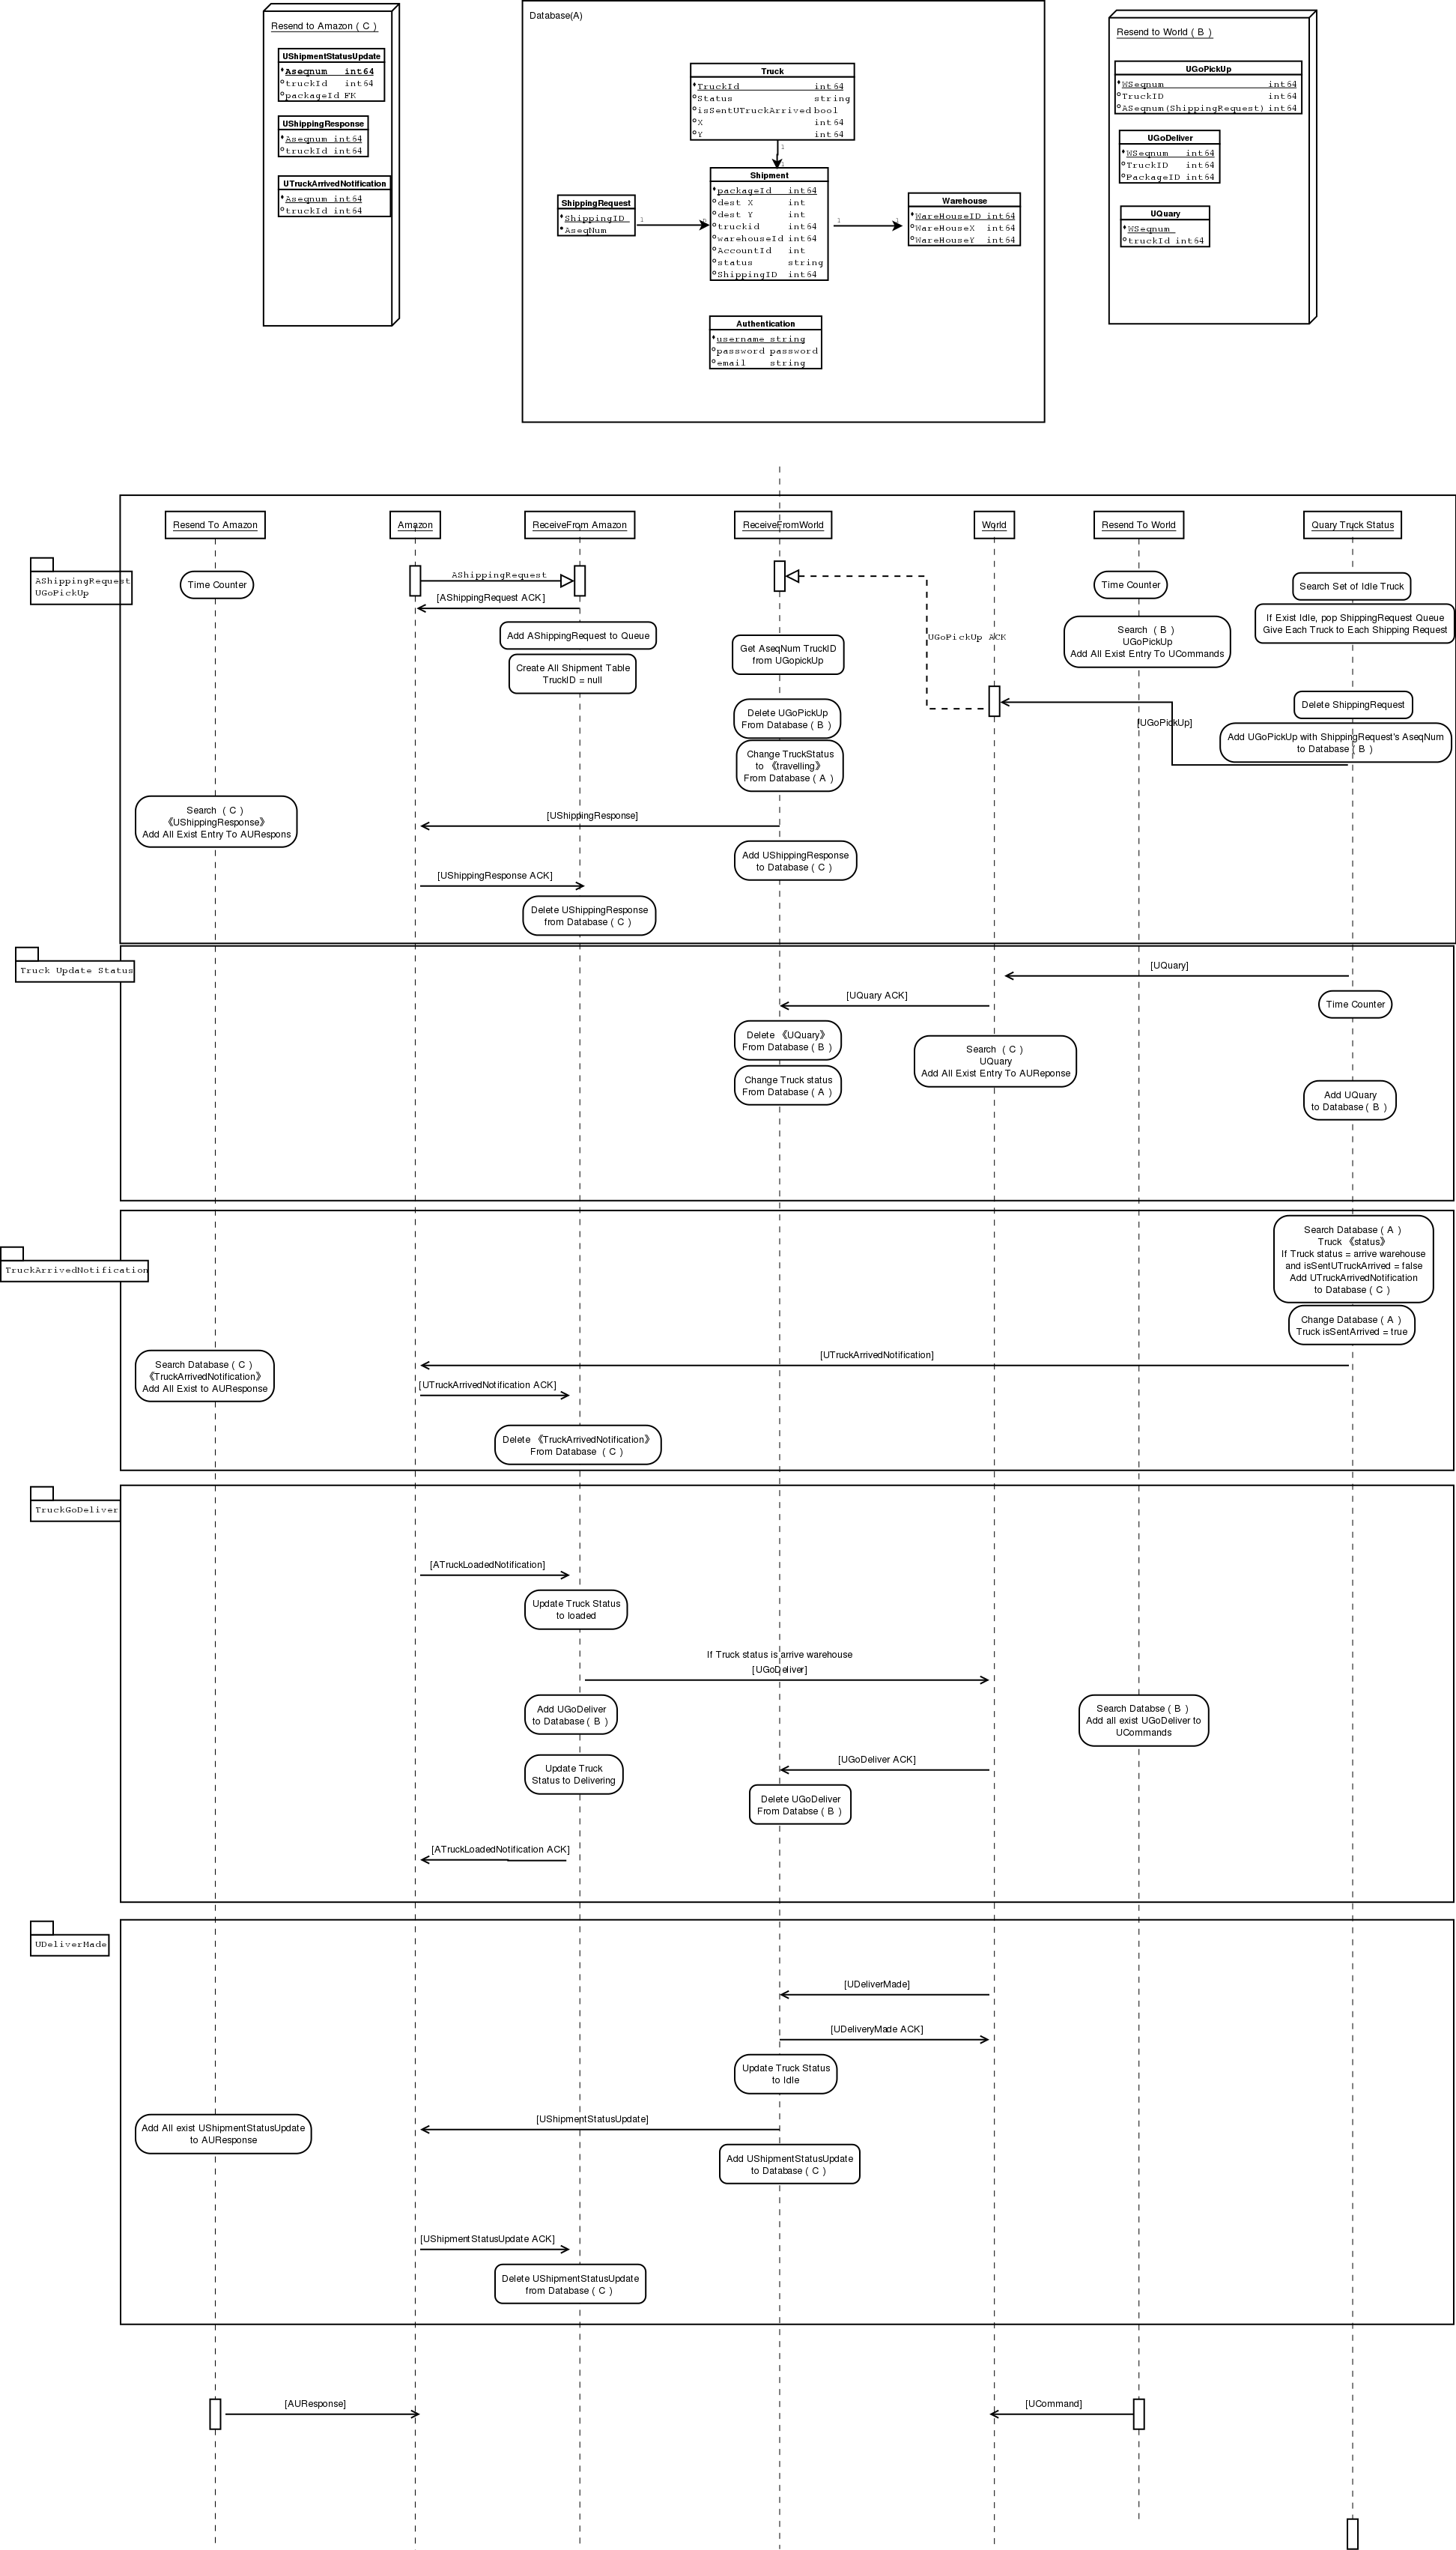 Resend to Amazon ( C )
UShipmentStatusUpdate
Aseqnum int64
truckId int64
packageId FK
UShippingResponse
Aseqnum int64
truckId int64
UTruckArrivedNotification
Aseqnum int64
truckId int64
Database(A)
Truck
TruckId int64
Status string
isSentUTruckArrived bool
X int64
Y int64
1
Shipment
packageId int64
dest X int
dest Y int
truckid int64
warehouseId int64
AccountId int
status string
ShippingID int64
ShippingRequest
ShippingID
AseqNum
1
1
1
Warehouse
WareHouseID int64
WareHouseX int64
WareHouseY int64
Authentication
username string
password password
email string
Resend to World ( B )
UGoPickUp
WSeqnum int64
TruckID int64
ASeqnum(ShippingRequest) int64
UGoDeliver
WSeqnum int64
TruckID int64
PackageID int64
UQuary
WSeqnum
truckId int64
Resend To Amazon
Amazon
ReceiveFrom Amazon
ReceiveFromWorld
World
Resend To World
Quary Truck Status
AShippingRequest
UGoPickUp
Time Counter
AShippingRequest
[AShippingRequest ACK]
Add AShippingRequest to Queue
Create All Shipment Table
TruckID = null
Get AseqNum TruckID
from UGopickUp
Delete UGoPickUp
From Database ( B )
Change TruckStatus
to 《travelling》
From Database ( A )
UGoPickUp ACK
Time Counter
Search ( B )
UGoPickUp
Add All Exist Entry To UCommands
[UGoPickUp]
Search Set of Idle Truck
If Exist Idle, pop ShippingRequest Queue
Give Each Truck to Each Shipping Request
Delete ShippingRequest
Add UGoPickUp with ShippingRequest's AseqNum
to Database ( B )
Search ( C )
《UShippingResponse》
Add All Exist Entry To AURespons
[UShippingResponse]
Add UShippingResponse
to Database ( C )
[UShippingResponse ACK]
Delete UShippingResponse
from Database ( C )
Truck Update Status
[UQuary]
[UQuary ACK]
Time Counter
Delete 《UQuary》
From Database ( B )
Change Truck status
From Database ( A )
Search ( C )
UQuary
Add All Exist Entry To AUReponse
Add UQuary
to Database ( B )
TruckArrivedNotification
Search Database ( A )
Truck 《status》
If Truck status = arrive warehouse
and isSentUTruckArrived = false
Add UTruckArrivedNotification
to Database ( C )
Change Database ( A )
Truck isSentArrived = true
[UTruckArrivedNotification]
Search Database ( C )
《TruckArrivedNotification》
Add All Exist to AUResponse
[UTruckArrivedNotification ACK]
Delete 《TruckArrivedNotification》
From Database ( C )
TruckGoDeliver
[ATruckLoadedNotification]
Update Truck Status
to loaded
If Truck status is arrive warehouse
[UGoDeliver]
Add UGoDeliver
to Database ( B )
Search Databse ( B )
Add all exist UGoDeliver to
UCommands
Update Truck
Status to Delivering
[UGoDeliver ACK]
Delete UGoDeliver
From Databse ( B )
[ATruckLoadedNotification ACK]
UDeliverMade
[UDeliverMade]
[UDeliveryMade ACK]
Update Truck Status
to Idle
Add All exist UShipmentStatusUpdate
to AUResponse
[UShipmentStatusUpdate]
Add UShipmentStatusUpdate
to Database ( C )
[UShipmentStatusUpdate ACK]
Delete UShipmentStatusUpdate
from Database ( C )
[AUResponse]
[UCommand]